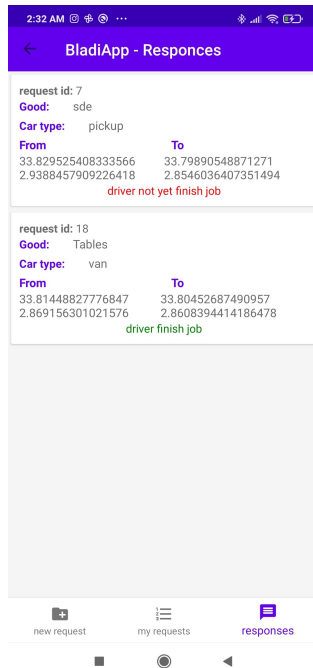 2:32 AM
BladiApp - Responces
request id: 7
Good: sde
Car type: pickup
From To
33.829525408333566 33.79890548871271
2.9388457909226418 2.8546036407351494
driver not yet finish job
request id: 18
Good: Tables
Car type: van
From To
33.81448827776847 33.80452687490957
2.869156301021576 2.8608394414186478
driver finish job
new request my requests responses